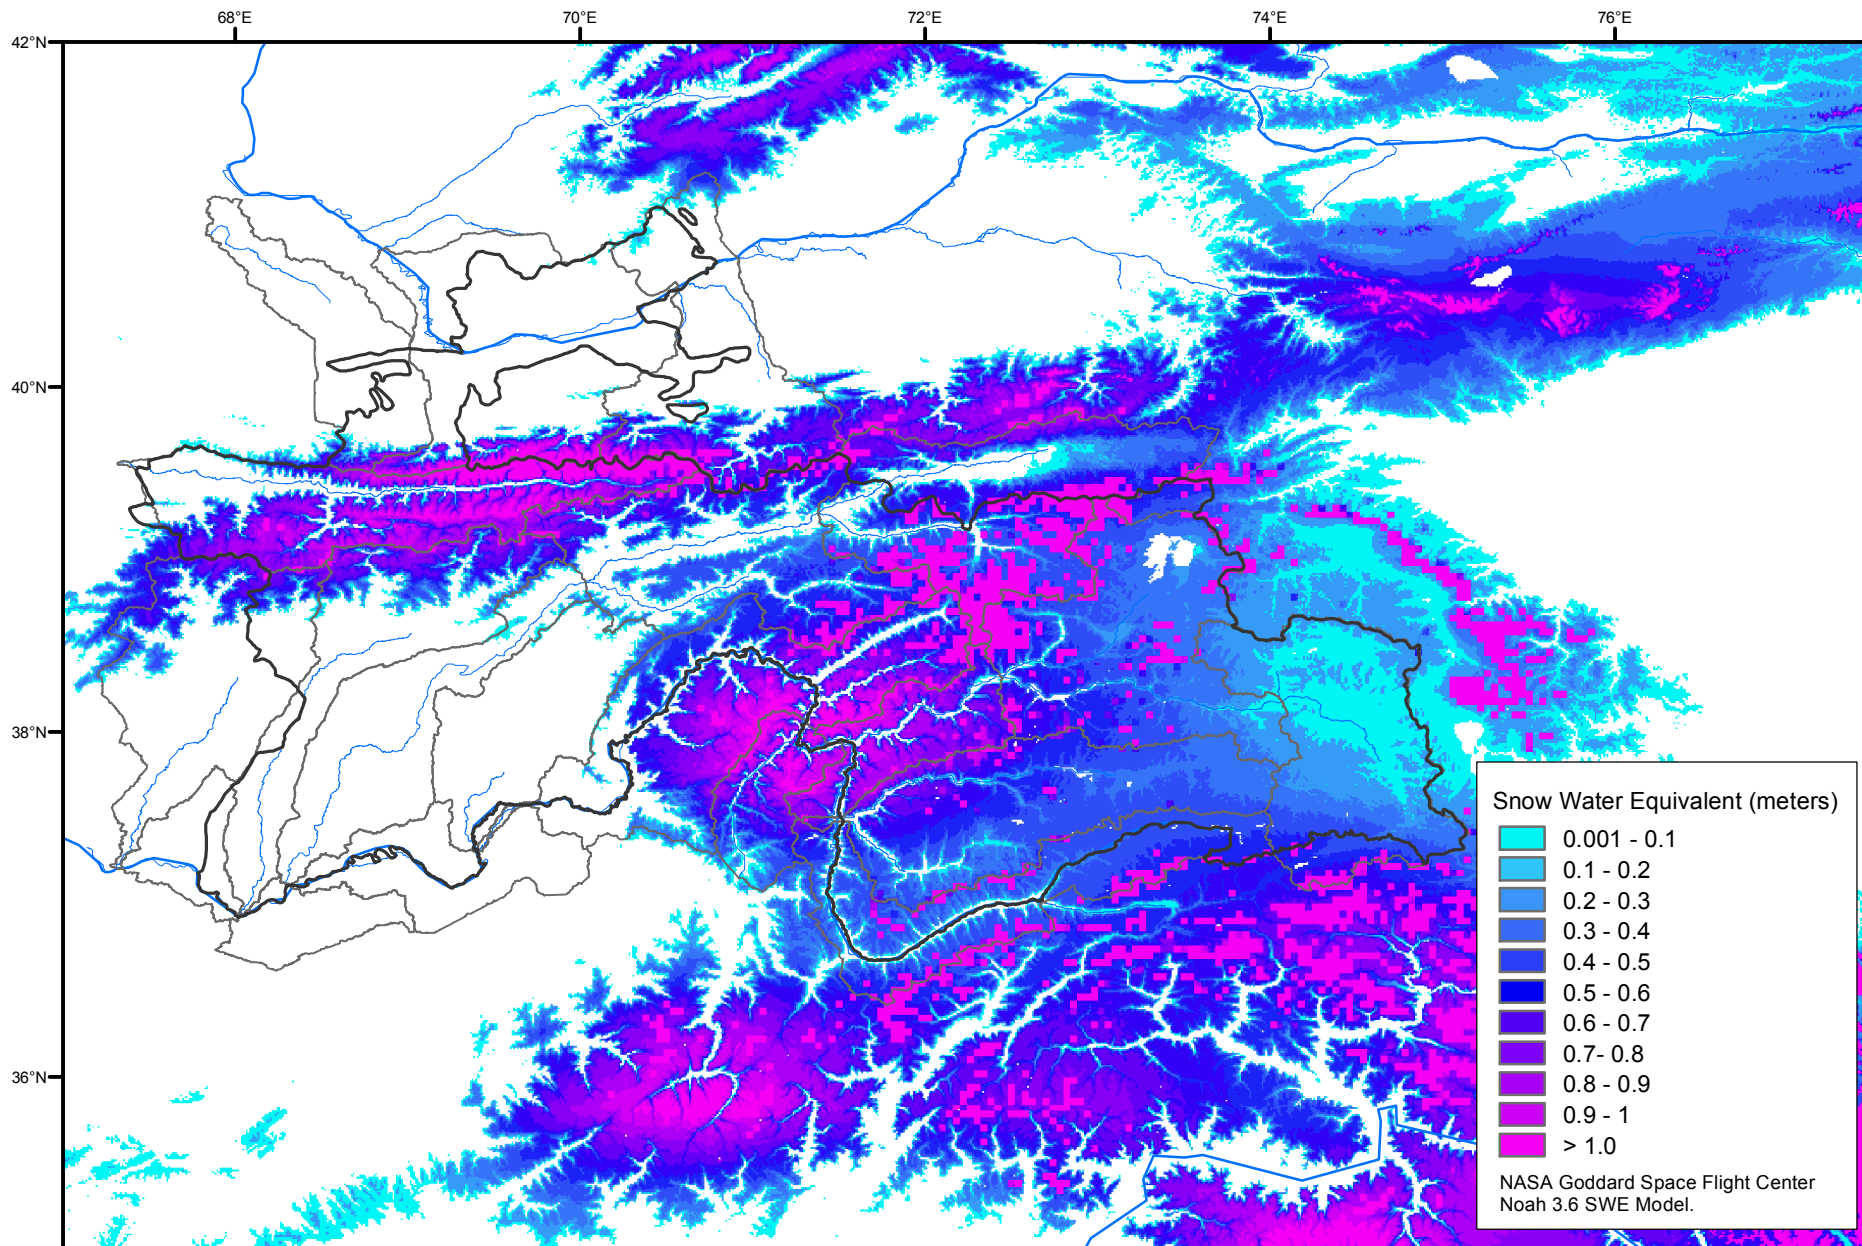 68°E
70°E
72°E
74°E
76°E
42°N
40°N
38°N
36°N
Snow Water Equivalent (meters)
0.001 - 0.1
0.1 - 0.2
0.2 - 0.3
0.3 - 0.4
0.4 - 0.5
0.5 - 0.6
0.6 - 0.7
0.7- 0.8
0.8 - 0.9
0.9 - 1
> 1.0
NASA Goddard Space Flight Center
Noah 3.6 SWE Model.